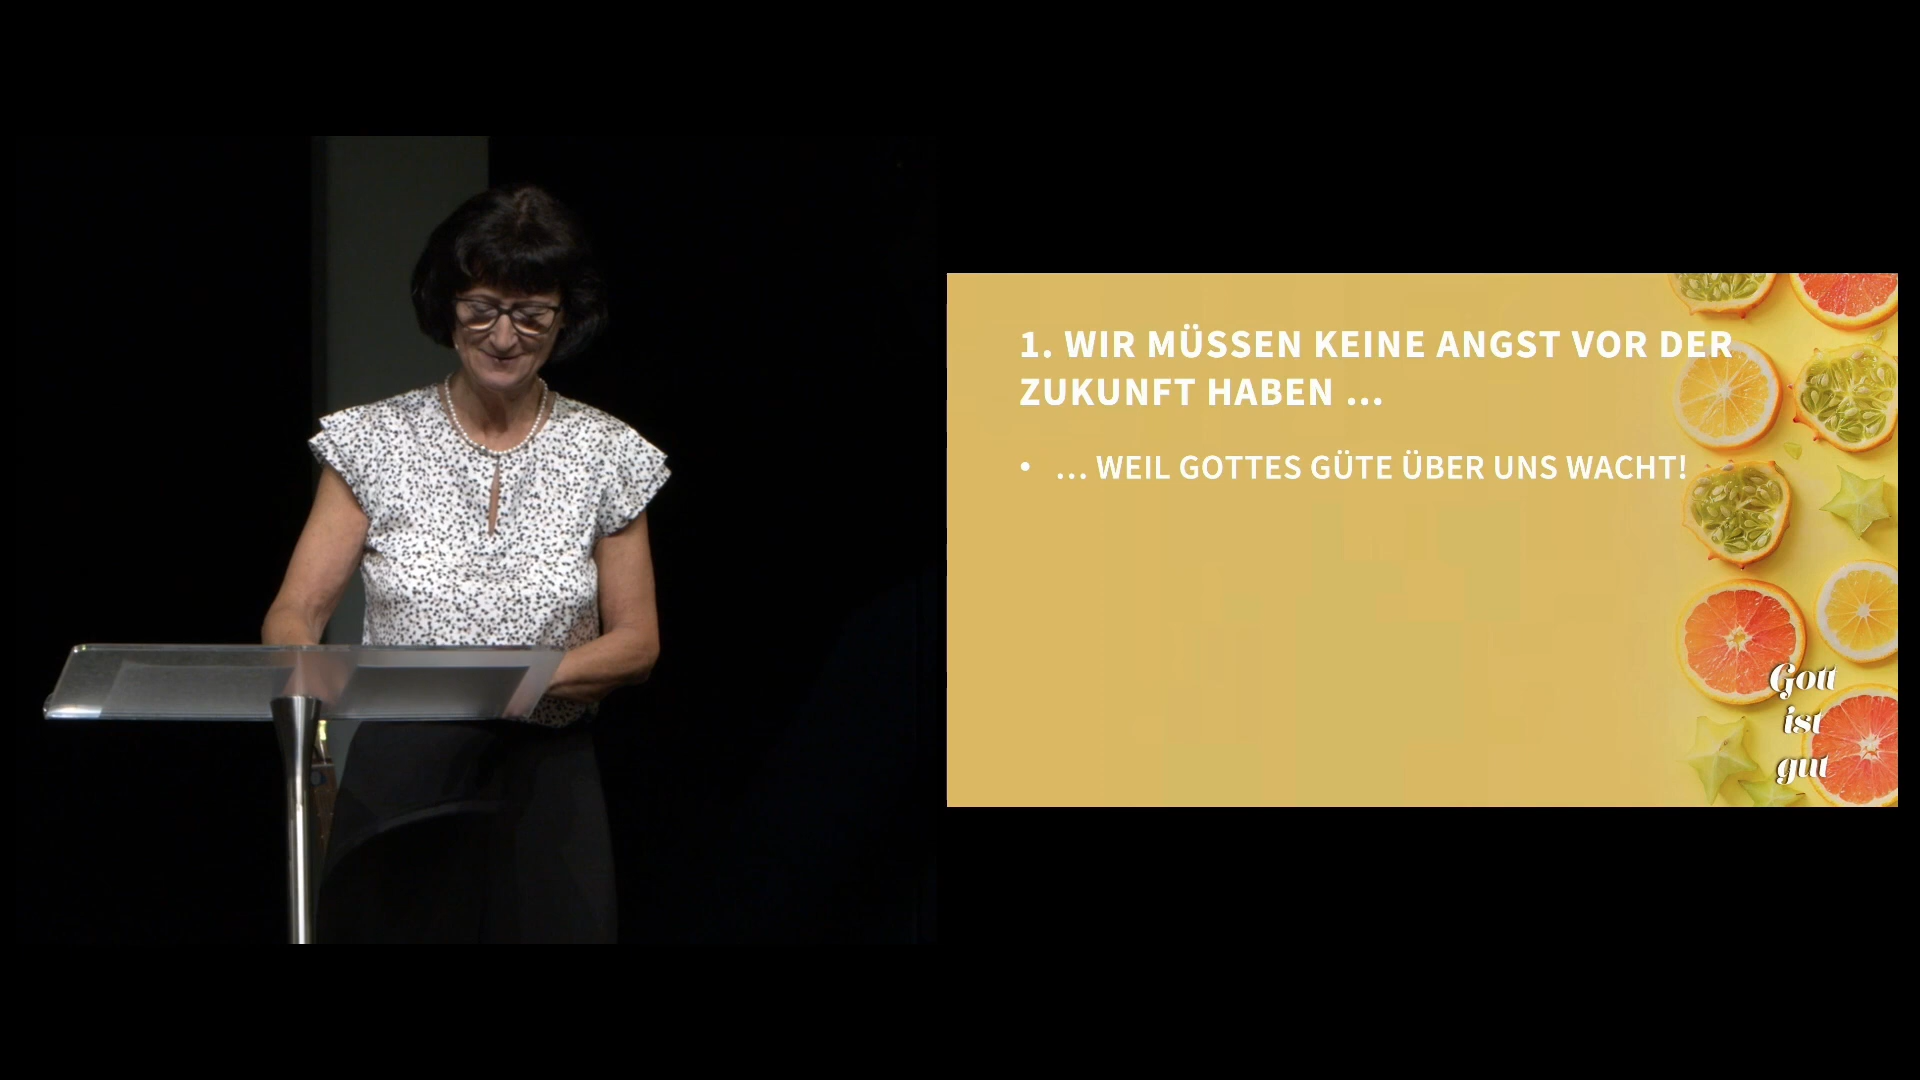 1. WIR MÜSSEN KEINE ANGST VOR DER
ZUKUNFT HABEN ...
• ... WEIL GOTTES GÜTE ÜBER UNS WACHT!
Gott
ist
gut